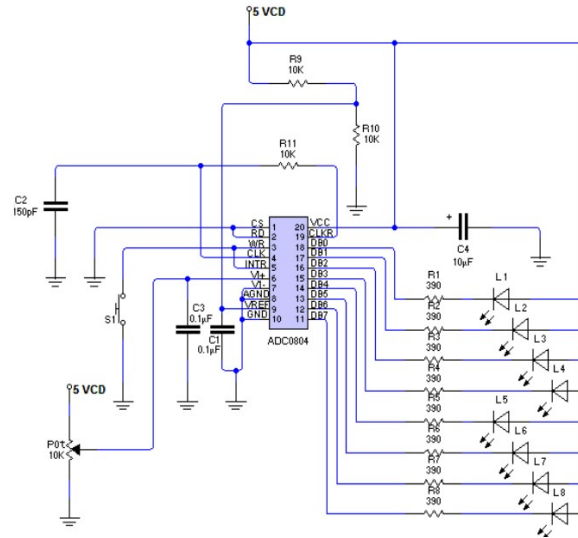 5 VCD
R9
10K
R10
10K
R11
10K
C2
150pF
CS
RD
WR
CLK
INTR
VI+
VI-
AGND
VREF
GND
1
2
3
4
5
6
7
8
9
10
20
19
18
17
16
15
14
13
12
11
VCC
CLKR
DB0
DB1
DB2
DB3
DB4
DB5
DB6
DB7
ADC0804
+
C4
10µF
S1
C3
0.1µF
C1
0.1µF
5 VCD
P0t
10K
R1
390
R2
390
R3
390
R4
390
R5
390
R6
390
R7
390
R8
390
L1
L2
L3
L4
L5
L6
L7
L8